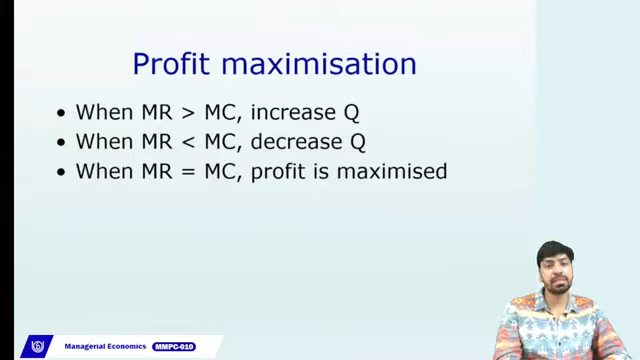 Profit maximisation
• When MR > MC, increase Q
• When MR < MC, decrease Q
• When MR = MC, profit is maximised
Managerial Economics MMPC-010